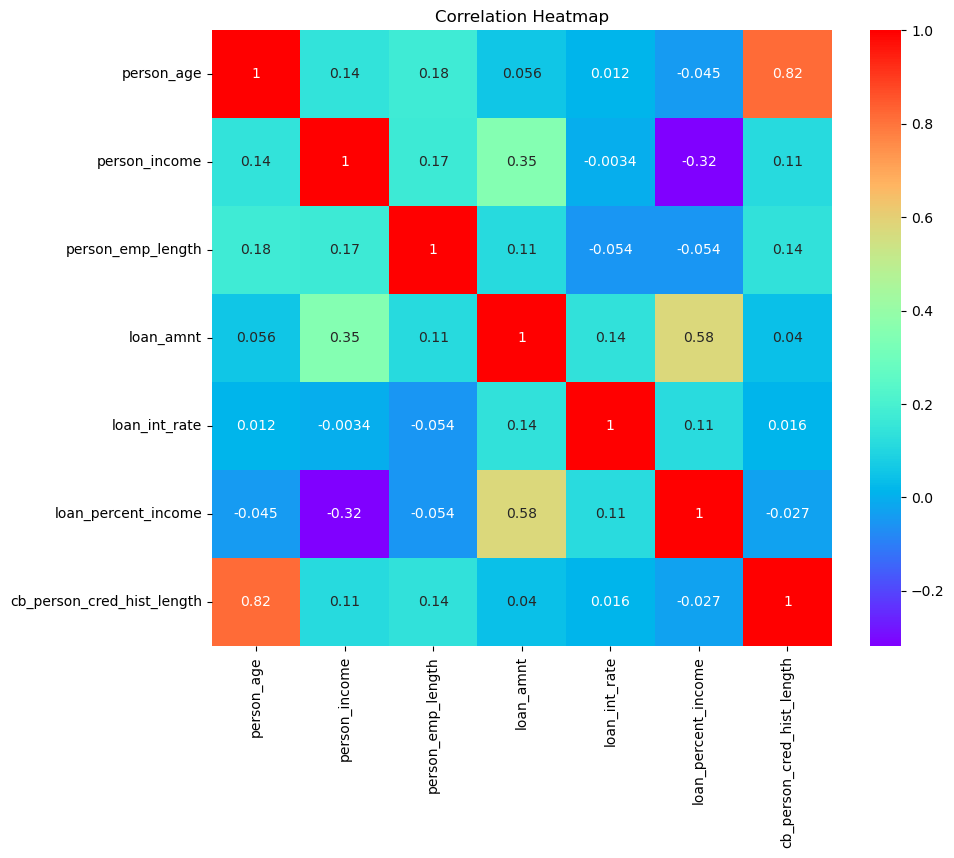 Correlation Heatmap
person_age 1 0.14 0.18 0.056 0.012 -0.045 0.82
person_income 0.14 1 0.17 0.35 -0.0034 -0.32 0.11
person_emp_length 0.18 0.17 1 0.11 -0.054 -0.054 0.14
loan_amnt 0.056 0.35 0.11 1 0.14 0.58 0.04
loan_int_rate 0.012 -0.0034 -0.054 0.14 1 0.11 0.016
loan_percent_income -0.045 -0.32 -0.054 0.58 0.11 1 -0.027
cb_person_cred_hist_length 0.82 0.11 0.14 0.04 0.016 -0.027 1
person_age
person_income
person_emp_length
loan_amnt
loan_int_rate
loan_percent_income
cb_person_cred_hist_length
1.0
0.8
0.6
0.4
0.2
0.0
−0.2